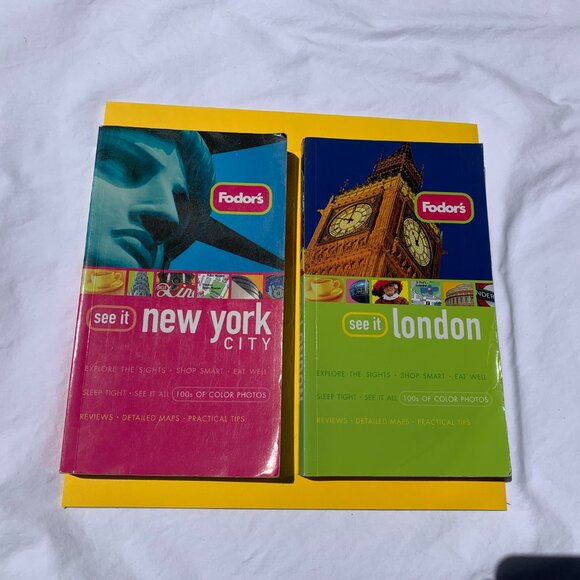 Fodor's
see it new york
CITY
EXPLORE THE SIGHTS • SHOP SMART • EAT WELL
SLEEP TIGHT • SEE IT ALL 100s OF COLOR PHOTOS
REVIEWS • DETAILED MAPS • PRACTICAL TIPS
Fodor's
see it london
EXPLORE THE SIGHTS • SHOP SMART • EAT WELL
SLEEP TIGHT • SEE IT ALL 100s OF COLOR PHOTOS
REVIEWS • DETAILED MAPS • PRACTICAL TIPS